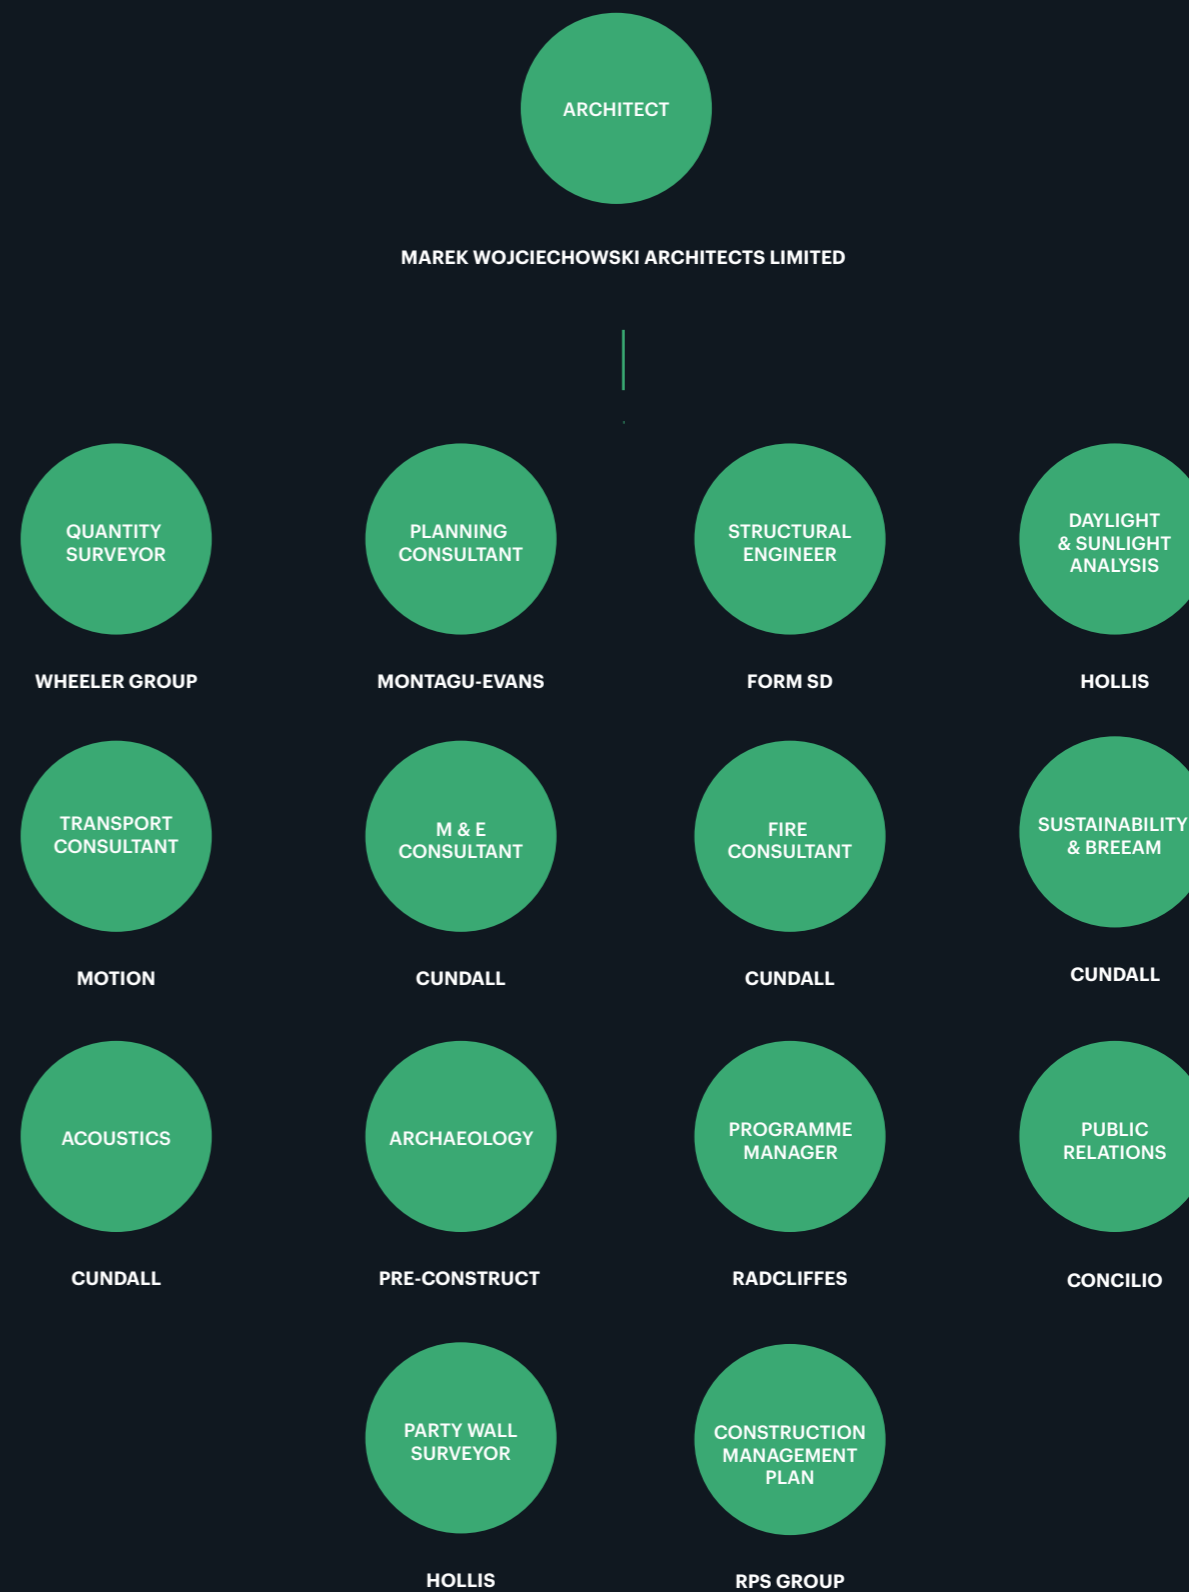 ARCHITECT
MAREK WOJCIECHOWSKI ARCHITECTS LIMITED
QUANTITY
SURVEYOR
WHEELER GROUP
PLANNING
CONSULTANT
MONTAGU-EVANS
STRUCTURAL
ENGINEER
FORM SD
DAYLIGHT
& SUNLIGHT
ANALYSIS
HOLLIS
TRANSPORT
CONSULTANT
MOTION
M & E
CONSULTANT
CUNDALL
FIRE
CONSULTANT
CUNDALL
SUSTAINABILITY
& BREEAM
CUNDALL
ACOUSTICS
CUNDALL
ARCHAEOLOGY
PRE-CONSTRUCT
PROGRAMME
MANAGER
RADCLIFFES
PUBLIC
RELATIONS
CONCILIO
PARTY WALL
SURVEYOR
HOLLIS
CONSTRUCTION
MANAGEMENT
PLAN
RPS GROUP